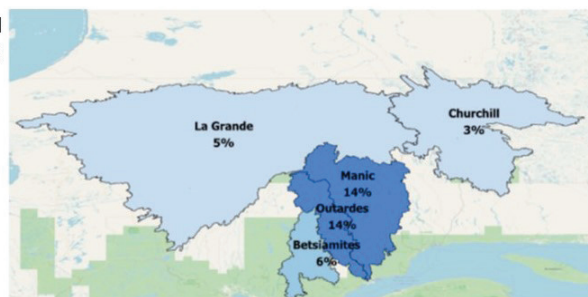 La Grande
5%
Churchill
3%
Manic
14%
Outardes
14%
Betsiamites
6%